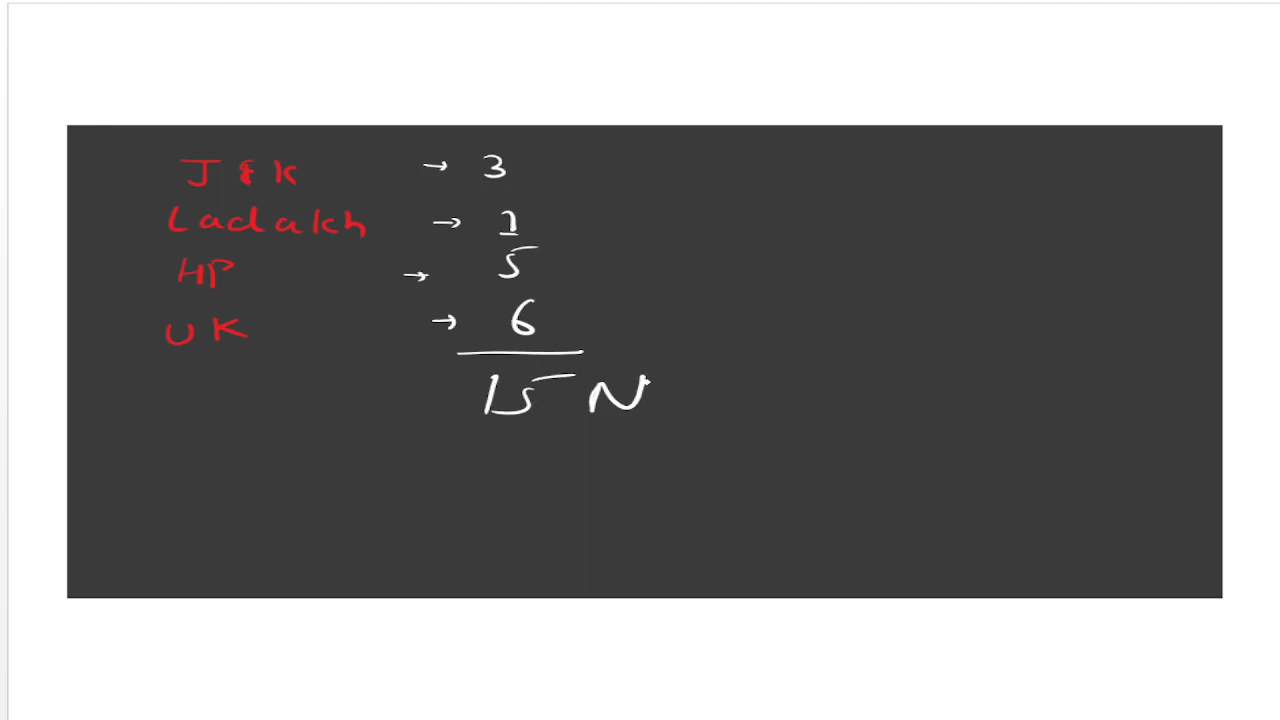 J & K → 3
Ladakh → 1
HP → 5
UK → 6
15 N